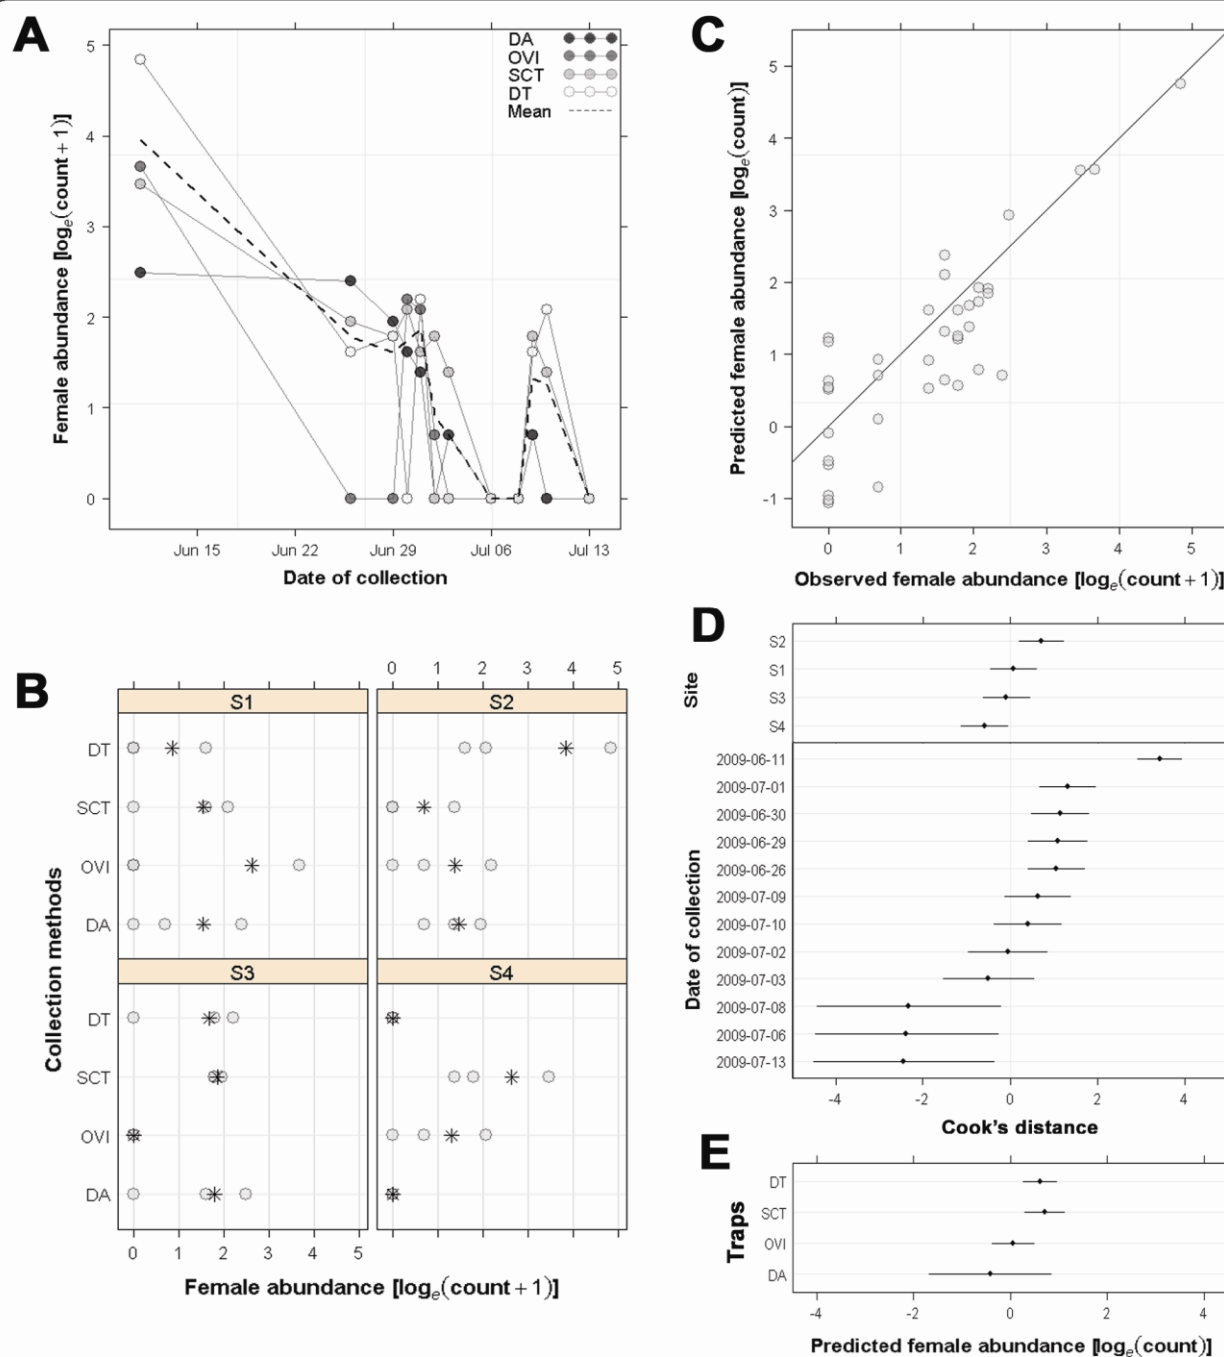 A
DA
OVI
SCT
DT
Mean
Female abundance [logₑ(count + 1)]
5
4
3
2
1
0
Jun 15 Jun 22 Jun 29 Jul 06 Jul 13
Date of collection
C
Predicted female abundance [logₑ(count)]
5
4
3
2
1
0
-1
0 1 2 3 4 5
Observed female abundance [logₑ(count + 1)]
B
0 1 2 3 4 5
S1 S2
DT
SCT
OVI
DA
S3 S4
DT
SCT
OVI
DA
Collection methods
0 1 2 3 4 5
Female abundance [logₑ(count + 1)]
D
Site
S2
S1
S3
S4
Date of collection
2009-06-11
2009-07-01
2009-06-30
2009-06-29
2009-06-26
2009-07-09
2009-07-10
2009-07-02
2009-07-03
2009-07-08
2009-07-06
2009-07-13
-4 -2 0 2 4
Cook's distance
E
Traps
DT
SCT
OVI
DA
-4 -2 0 2 4
Predicted female abundance [logₑ(count)]